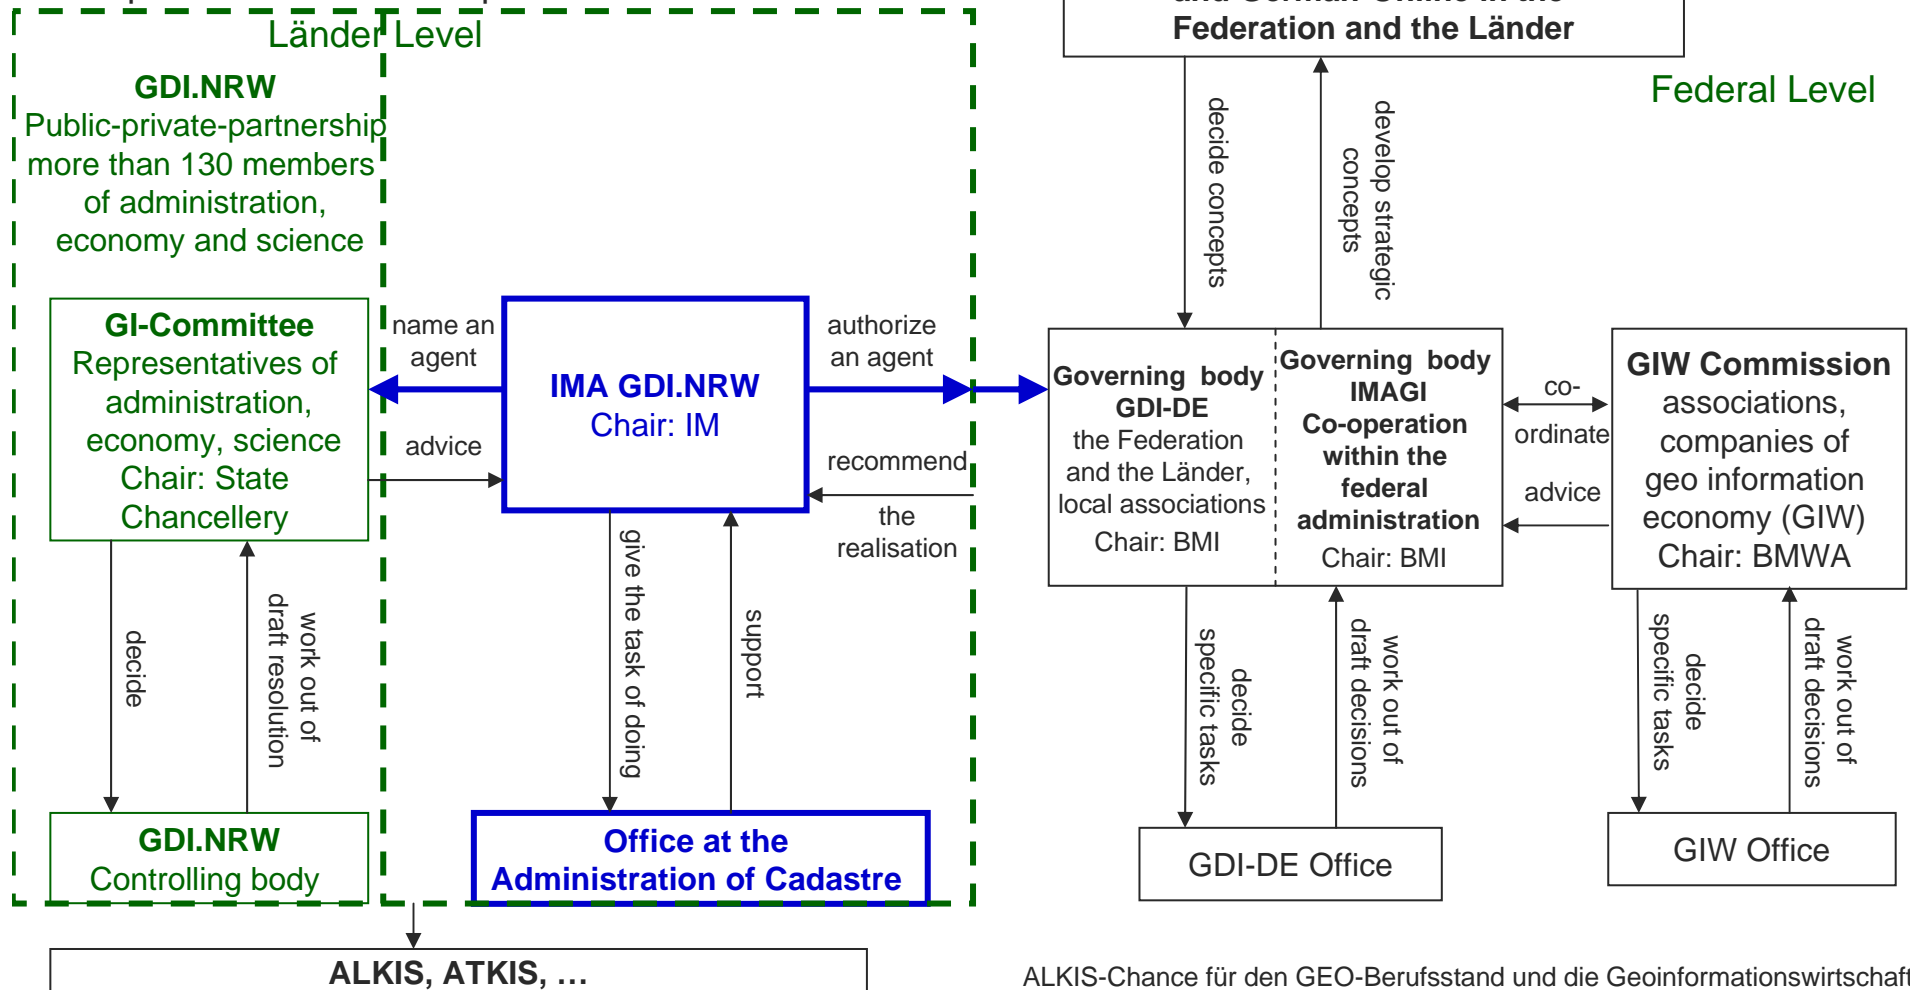 and German Online in the
Federation and the Länder
Länder Level
Federal Level
GDI.NRW
Public-private-partnership
more than 130 members
of administration,
economy and science
decide concepts
develop strategic
concepts
GI-Committee
Representatives of
administration,
economy, science
Chair: State
Chancellery
name an
agent
advice
IMA GDI.NRW
Chair: IM
authorize
an agent
recommend
the
realisation
Governing body
GDI-DE
the Federation
and the Länder,
local associations
Chair: BMI
Governing body
IMAGI
Co-operation
within the
federal
administration
Chair: BMI
co-
ordinate
advice
GIW Commission
associations,
companies of
geo information
economy (GIW)
Chair: BMWA
decide
work out of
draft resolution
give the task of doing
support
decide
specific tasks
work out of
draft decisions
decide
specific tasks
work out of
draft decisions
GDI.NRW
Controlling body
Office at the
Administration of Cadastre
GDI-DE Office
GIW Office
ALKIS, ATKIS, ...
ALKIS-Chance für den GEO-Berufsstand und die Geoinformationswirtschaft